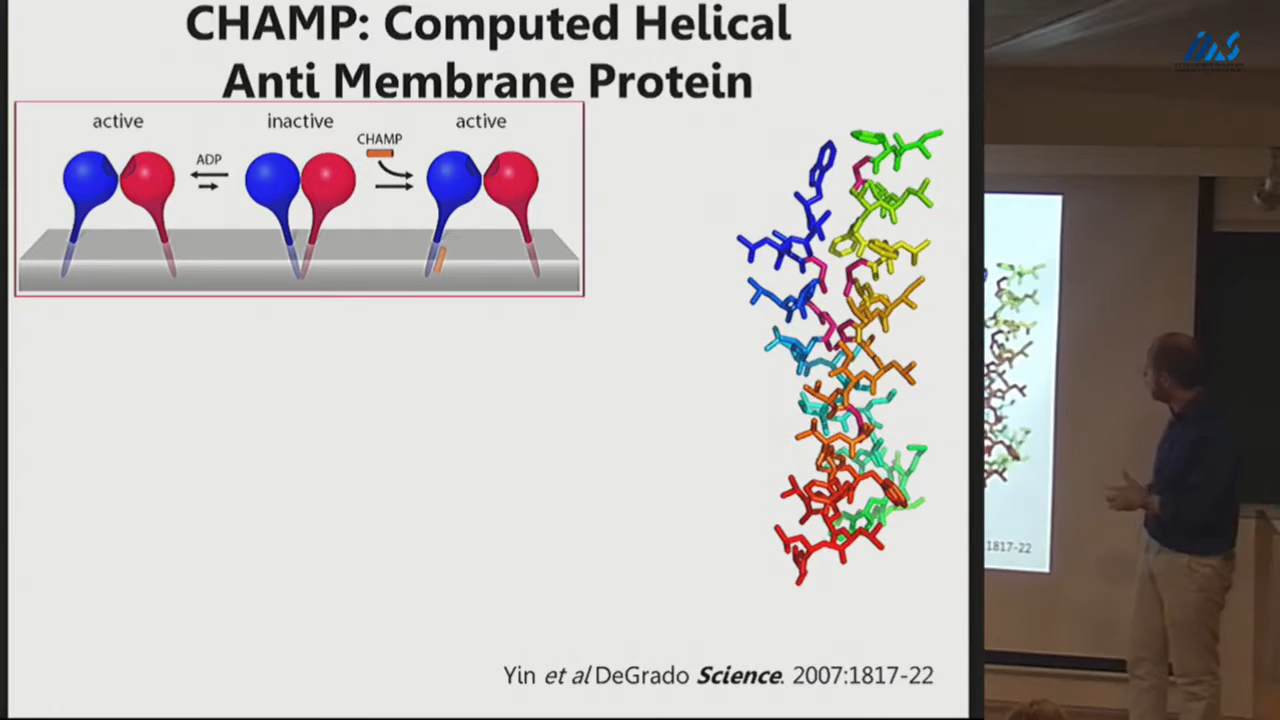 CHAMP: Computed Helical
Anti Membrane Protein
active
inactive
active
ADP
CHAMP
Yin et al DeGrado Science. 2007:1817-22
:1817-22